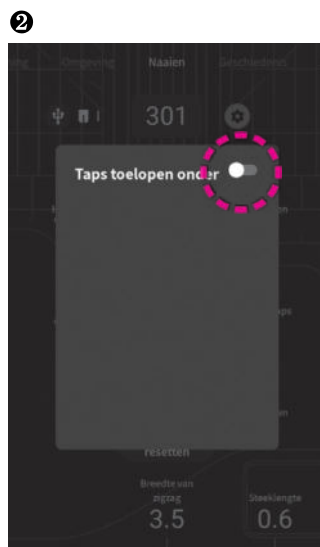 ❷
Omgeving Naaien Geschiedenis
301
Taps toelopen onder
resetten
Breedte van
zigzag
Steeklengte
3.5
0.6